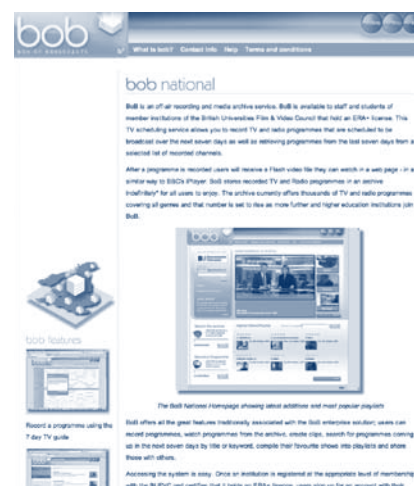 bob
BOX OF BROADCASTS
What is bob? Contact info Help Terms and conditions
bob national
BoB is an off-air recording and media archive service. BoB is available to staff and students of
member institutions of the British Universities Film & Video Council that hold an ERA+ license. This
TV scheduling service allows you to record TV and radio programmes that are scheduled to be
broadcast over the next seven days as well as retrieving programmes from the last seven days from a
selected list of recorded channels.
After a programme is recorded users will receive a Flash video file they can watch in a web page - in a
similar way to BBC's iPlayer. BoB stores recorded TV and Radio programmes in an archive
indefinitely* for all users to enjoy. The archive currently offers thousands of TV and radio programmes
covering all genres and that number is set to rise as more further and higher education institutions join
BoB.
bob
The BoB National Homepage showing latest additions and most popular playlists
bob features
Record a programme using the
7 day TV guide
BoB offers all the great features traditionally associated with the BoB enterprise solution; users can
record programmes, watch programmes from the archive, create clips, search for programmes coming
up in the next seven days by title or keyword, compile their favourite shows into playlists and share
these with others.
Accessing the system is easy. Once an institution is registered at the appropriate level of membership